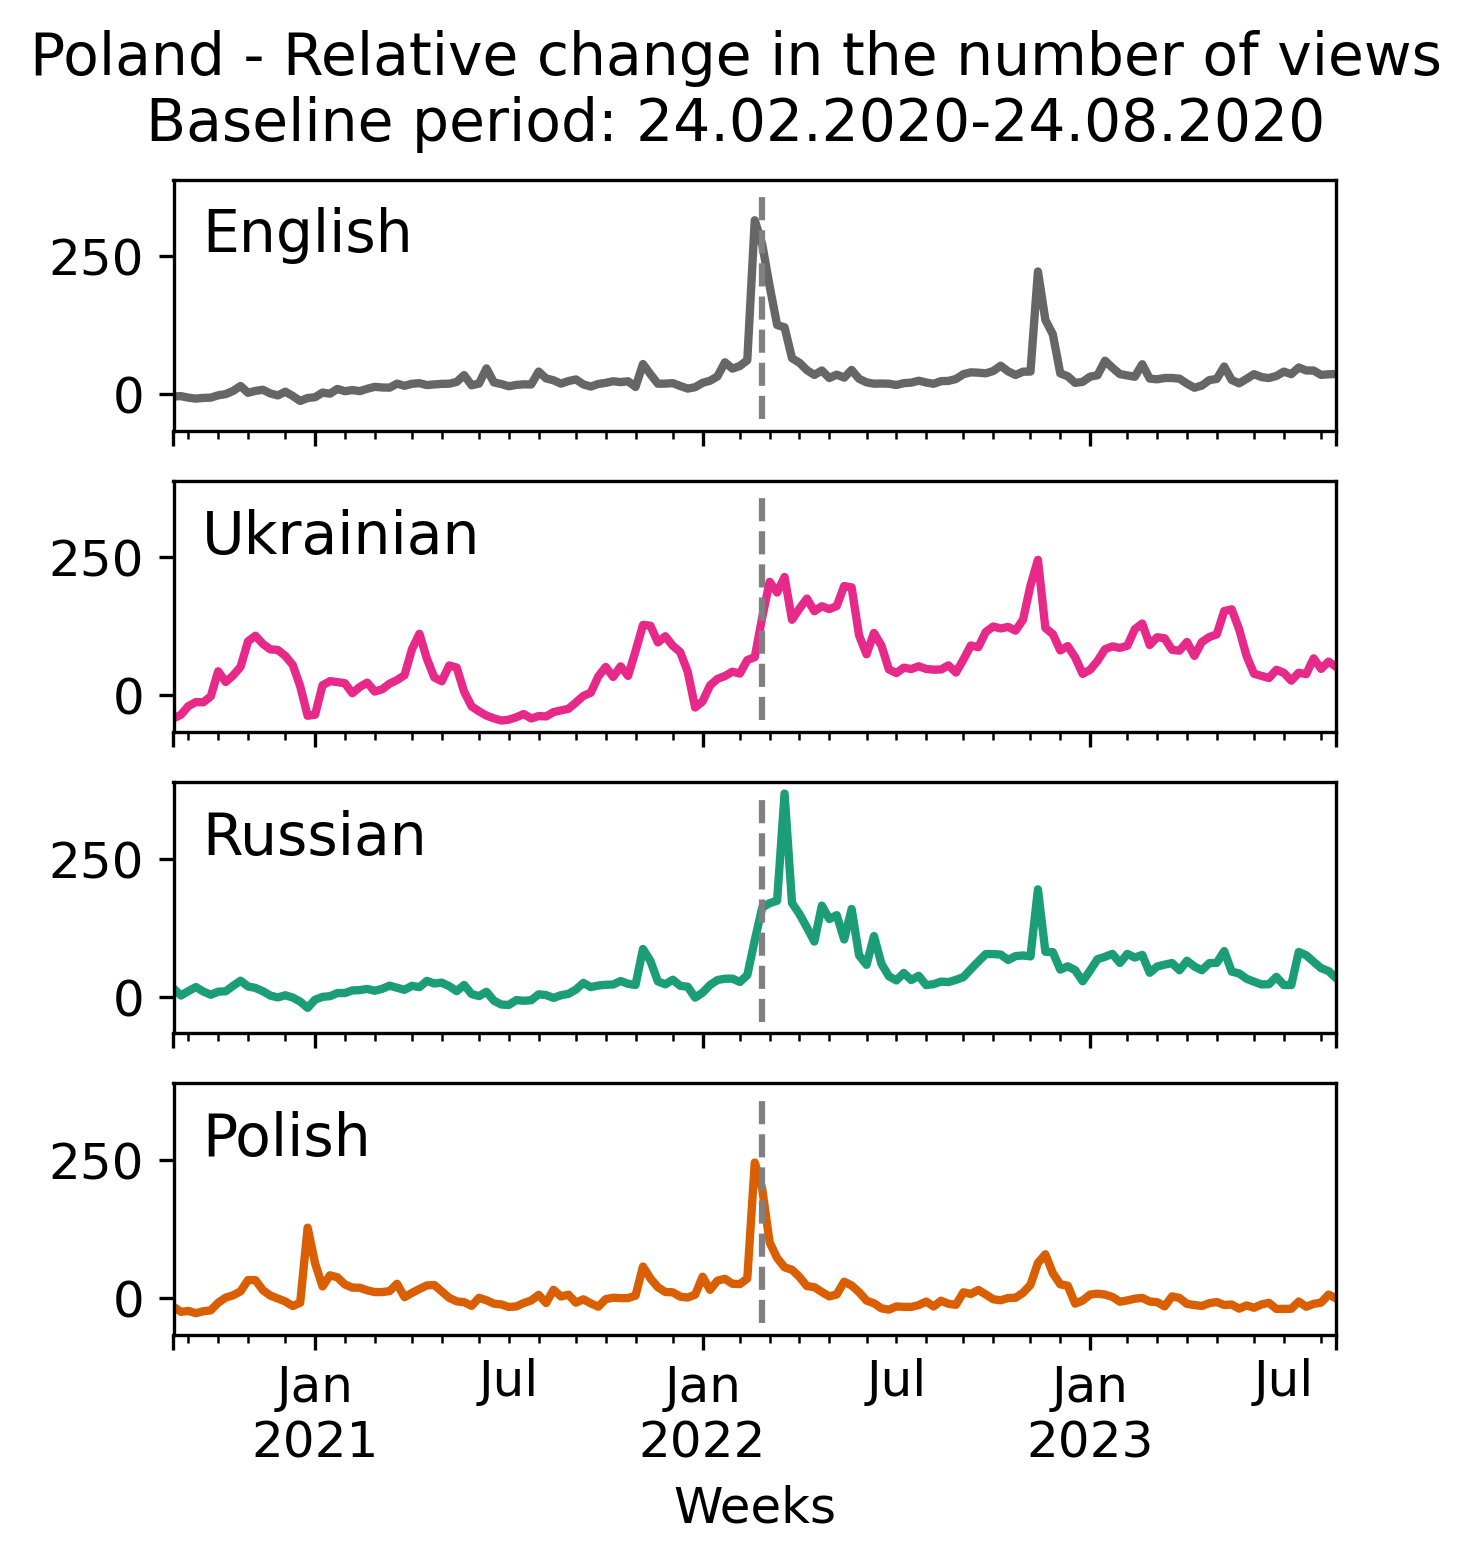 Poland - Relative change in the number of views
Baseline period: 24.02.2020-24.08.2020
English
250
0
Ukrainian
250
0
Russian
250
0
Polish
250
0
Jan Jul Jan Jul Jan Jul
2021 2022 2023
Weeks